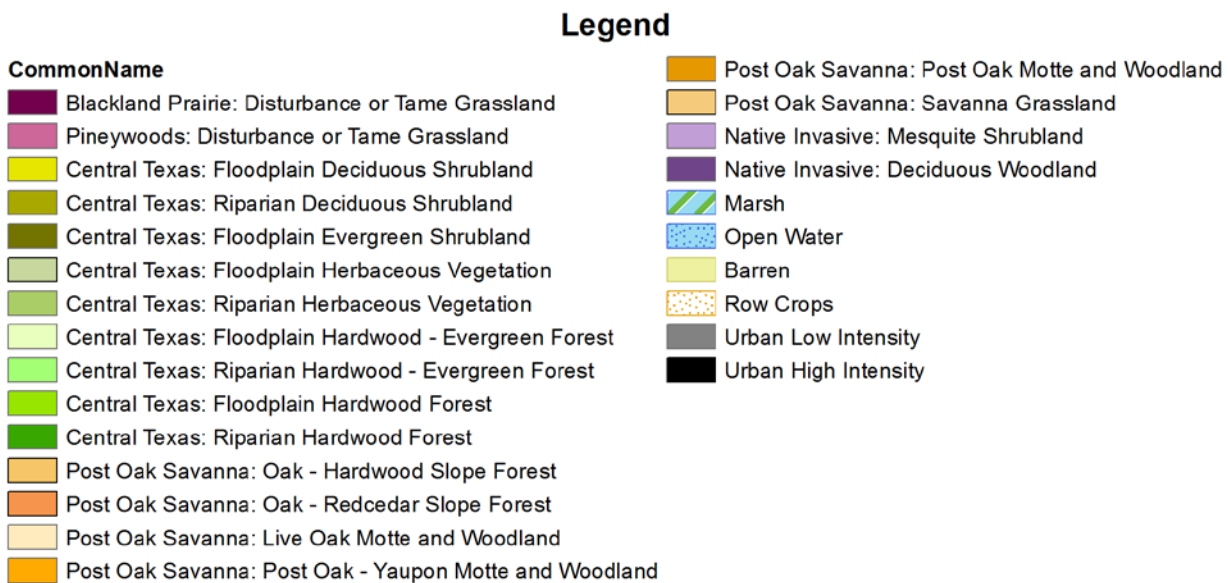 Legend
CommonName
Blackland Prairie: Disturbance or Tame Grassland
Pineywoods: Disturbance or Tame Grassland
Central Texas: Floodplain Deciduous Shrubland
Central Texas: Riparian Deciduous Shrubland
Central Texas: Floodplain Evergreen Shrubland
Central Texas: Floodplain Herbaceous Vegetation
Central Texas: Riparian Herbaceous Vegetation
Central Texas: Floodplain Hardwood - Evergreen Forest
Central Texas: Riparian Hardwood - Evergreen Forest
Central Texas: Floodplain Hardwood Forest
Central Texas: Riparian Hardwood Forest
Post Oak Savanna: Oak - Hardwood Slope Forest
Post Oak Savanna: Oak - Redcedar Slope Forest
Post Oak Savanna: Live Oak Motte and Woodland
Post Oak Savanna: Post Oak - Yaupon Motte and Woodland
Post Oak Savanna: Post Oak Motte and Woodland
Post Oak Savanna: Savanna Grassland
Native Invasive: Mesquite Shrubland
Native Invasive: Deciduous Woodland
Marsh
Open Water
Barren
Row Crops
Urban Low Intensity
Urban High Intensity